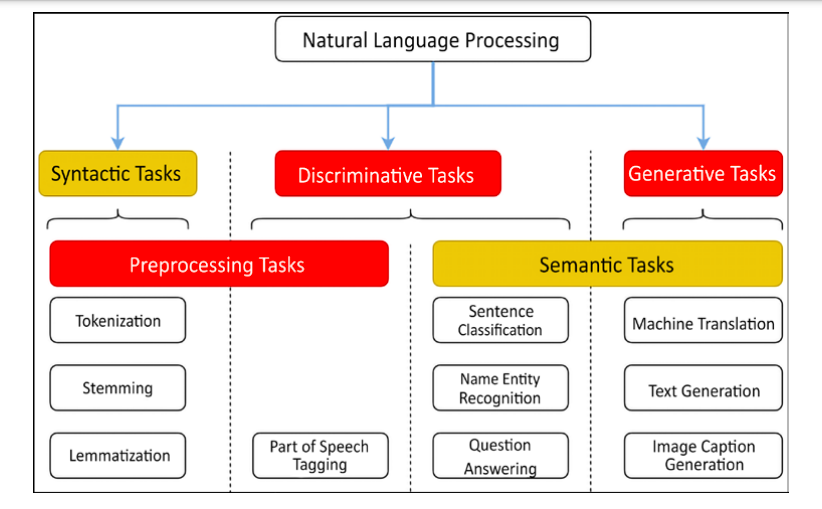 Natural Language Processing
Syntactic Tasks
Discriminative Tasks
Generative Tasks
Preprocessing Tasks
Semantic Tasks
Tokenization
Sentence
Classification
Machine Translation
Stemming
Name Entity
Recognition
Text Generation
Lemmatization
Part of Speech
Tagging
Question
Answering
Image Caption
Generation